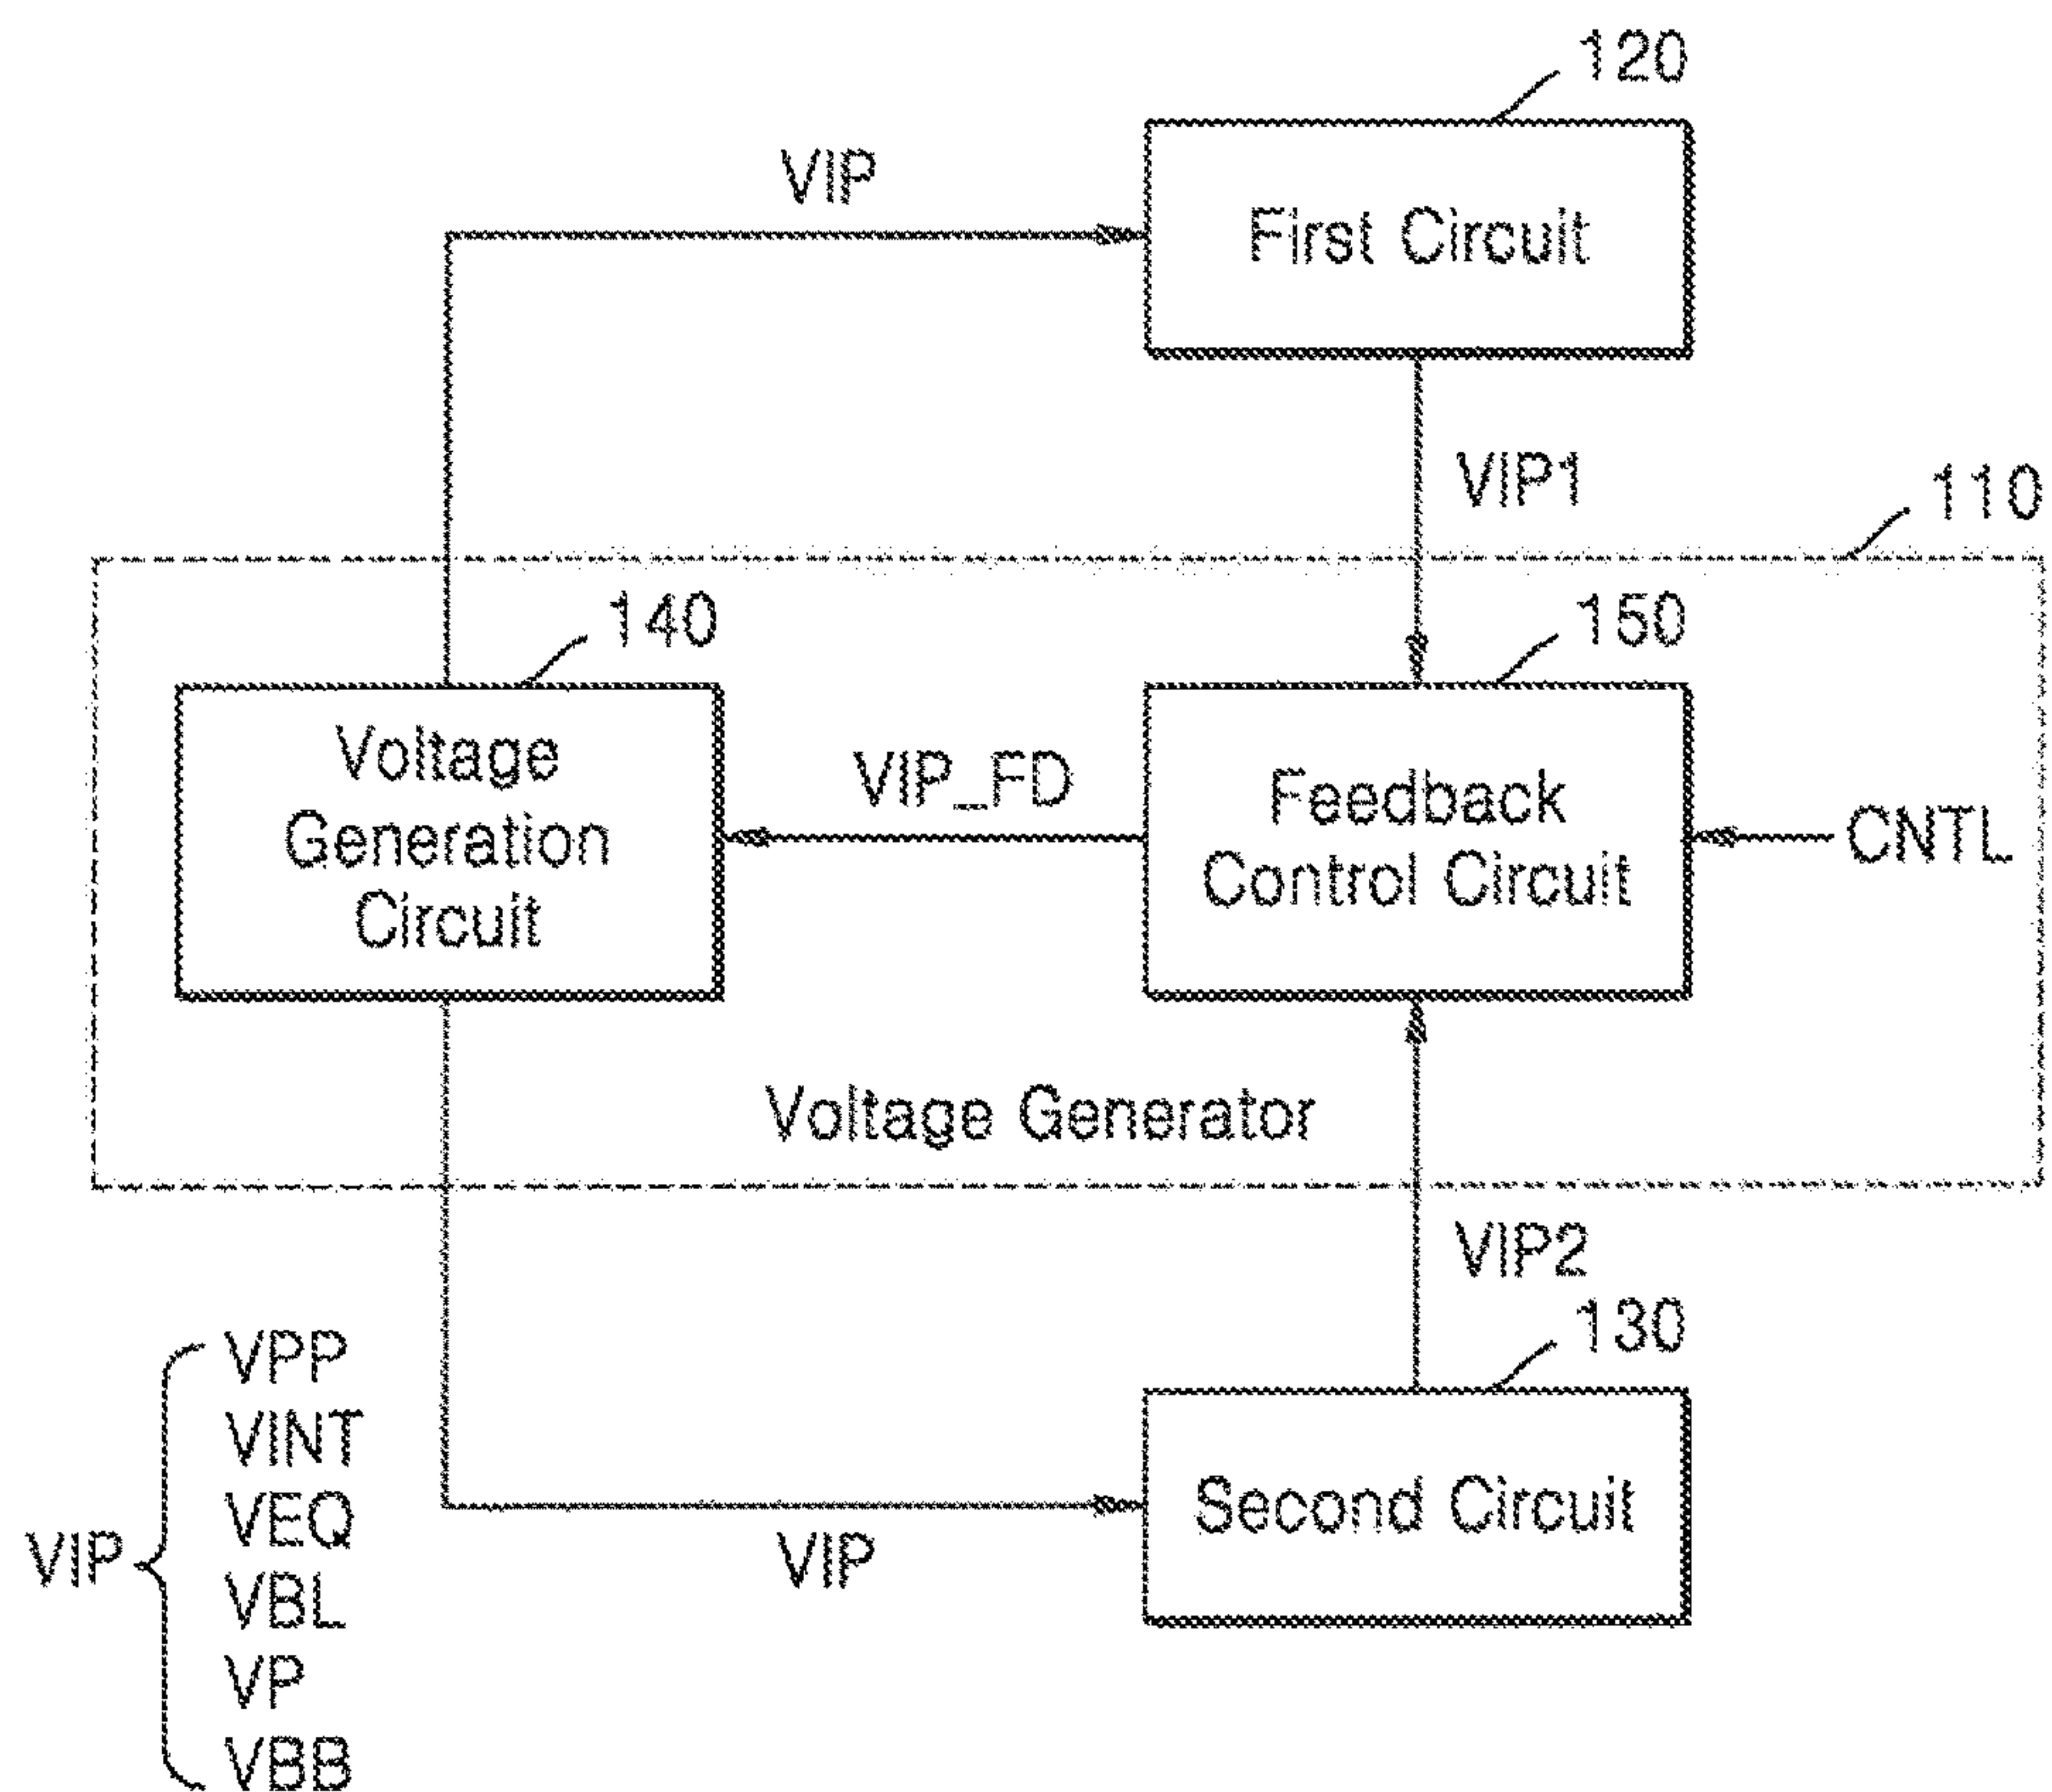 120
VIP
First Circuit
VIP1
110
140
150
Voltage
Generation
Circuit
VIP_FD
Feedback
Control Circuit
CNTL
Voltage Generator
VIP2
130
VPP
VINT
VEQ
VBL
VP
VBB
VIP
VIP
Second Circuit